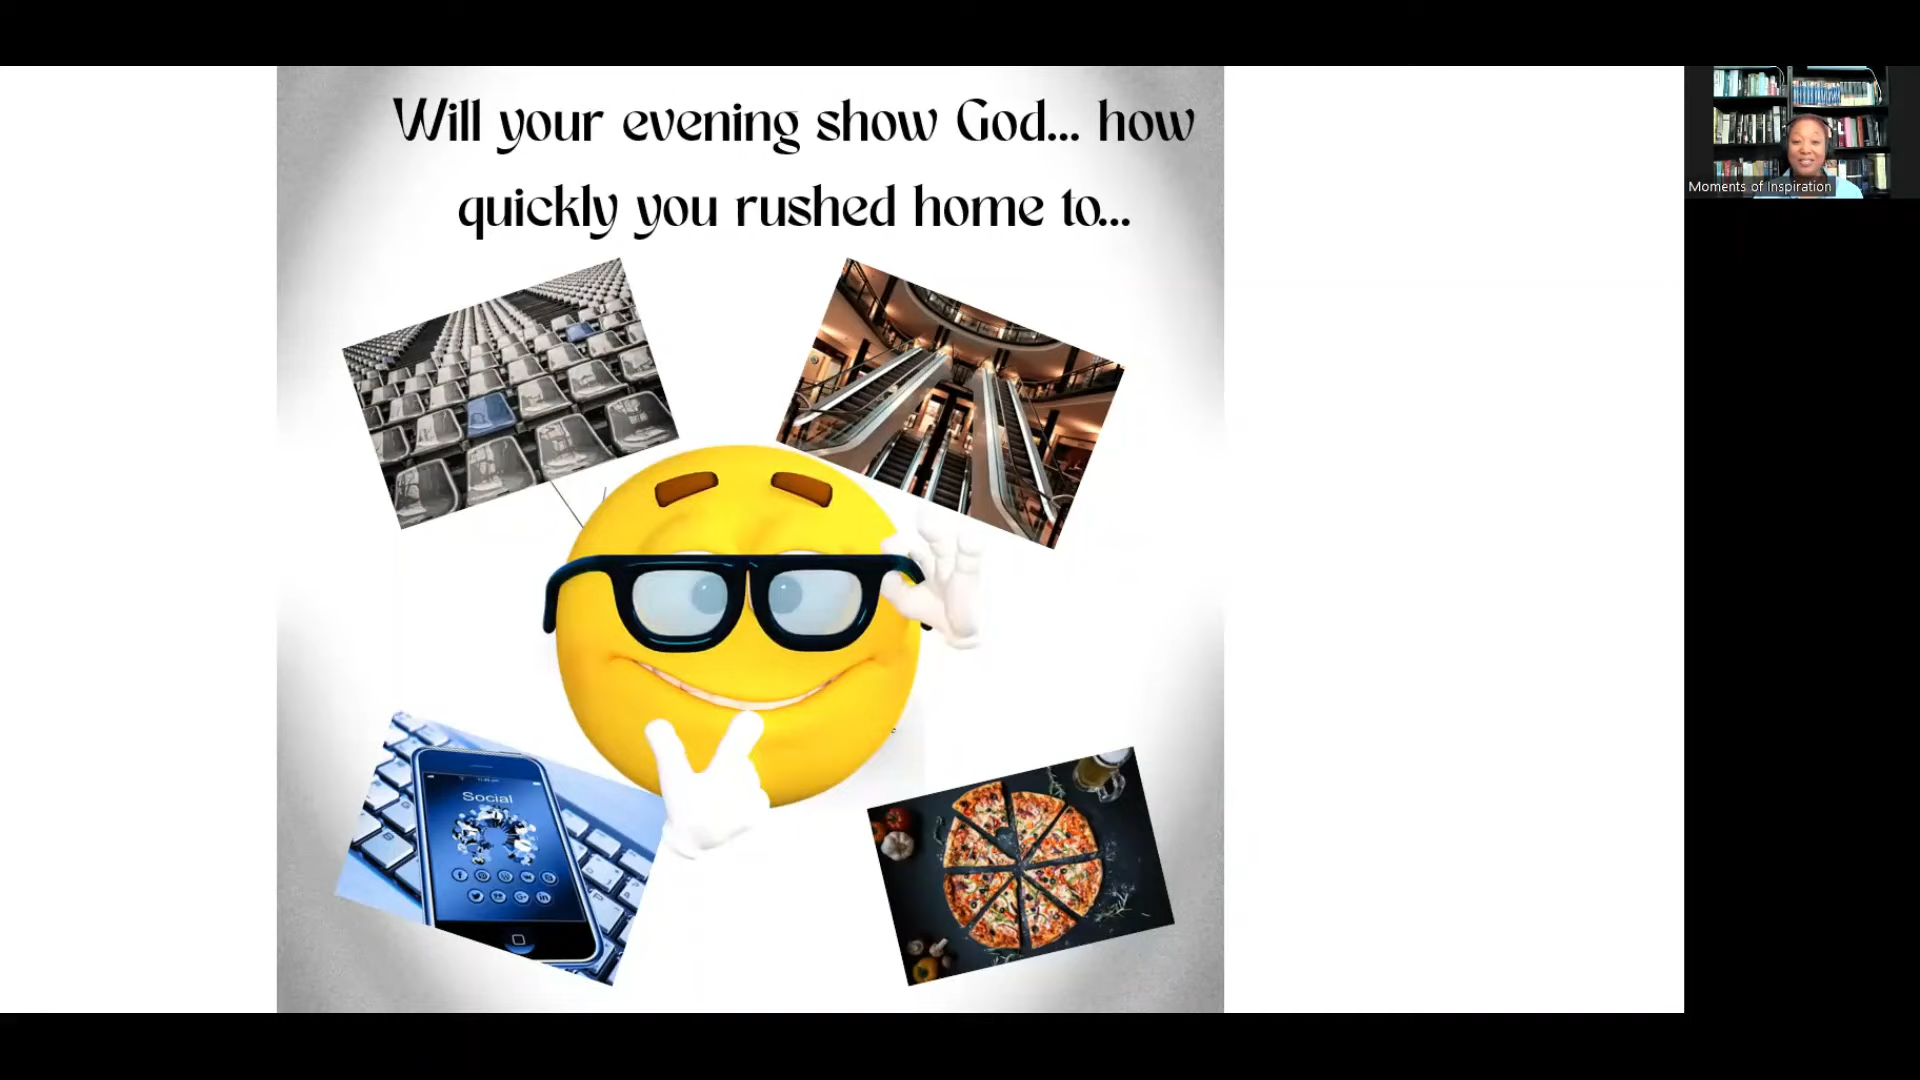 Will your evening show God... how
quickly you rushed home to...
Moments of Inspiration
Social